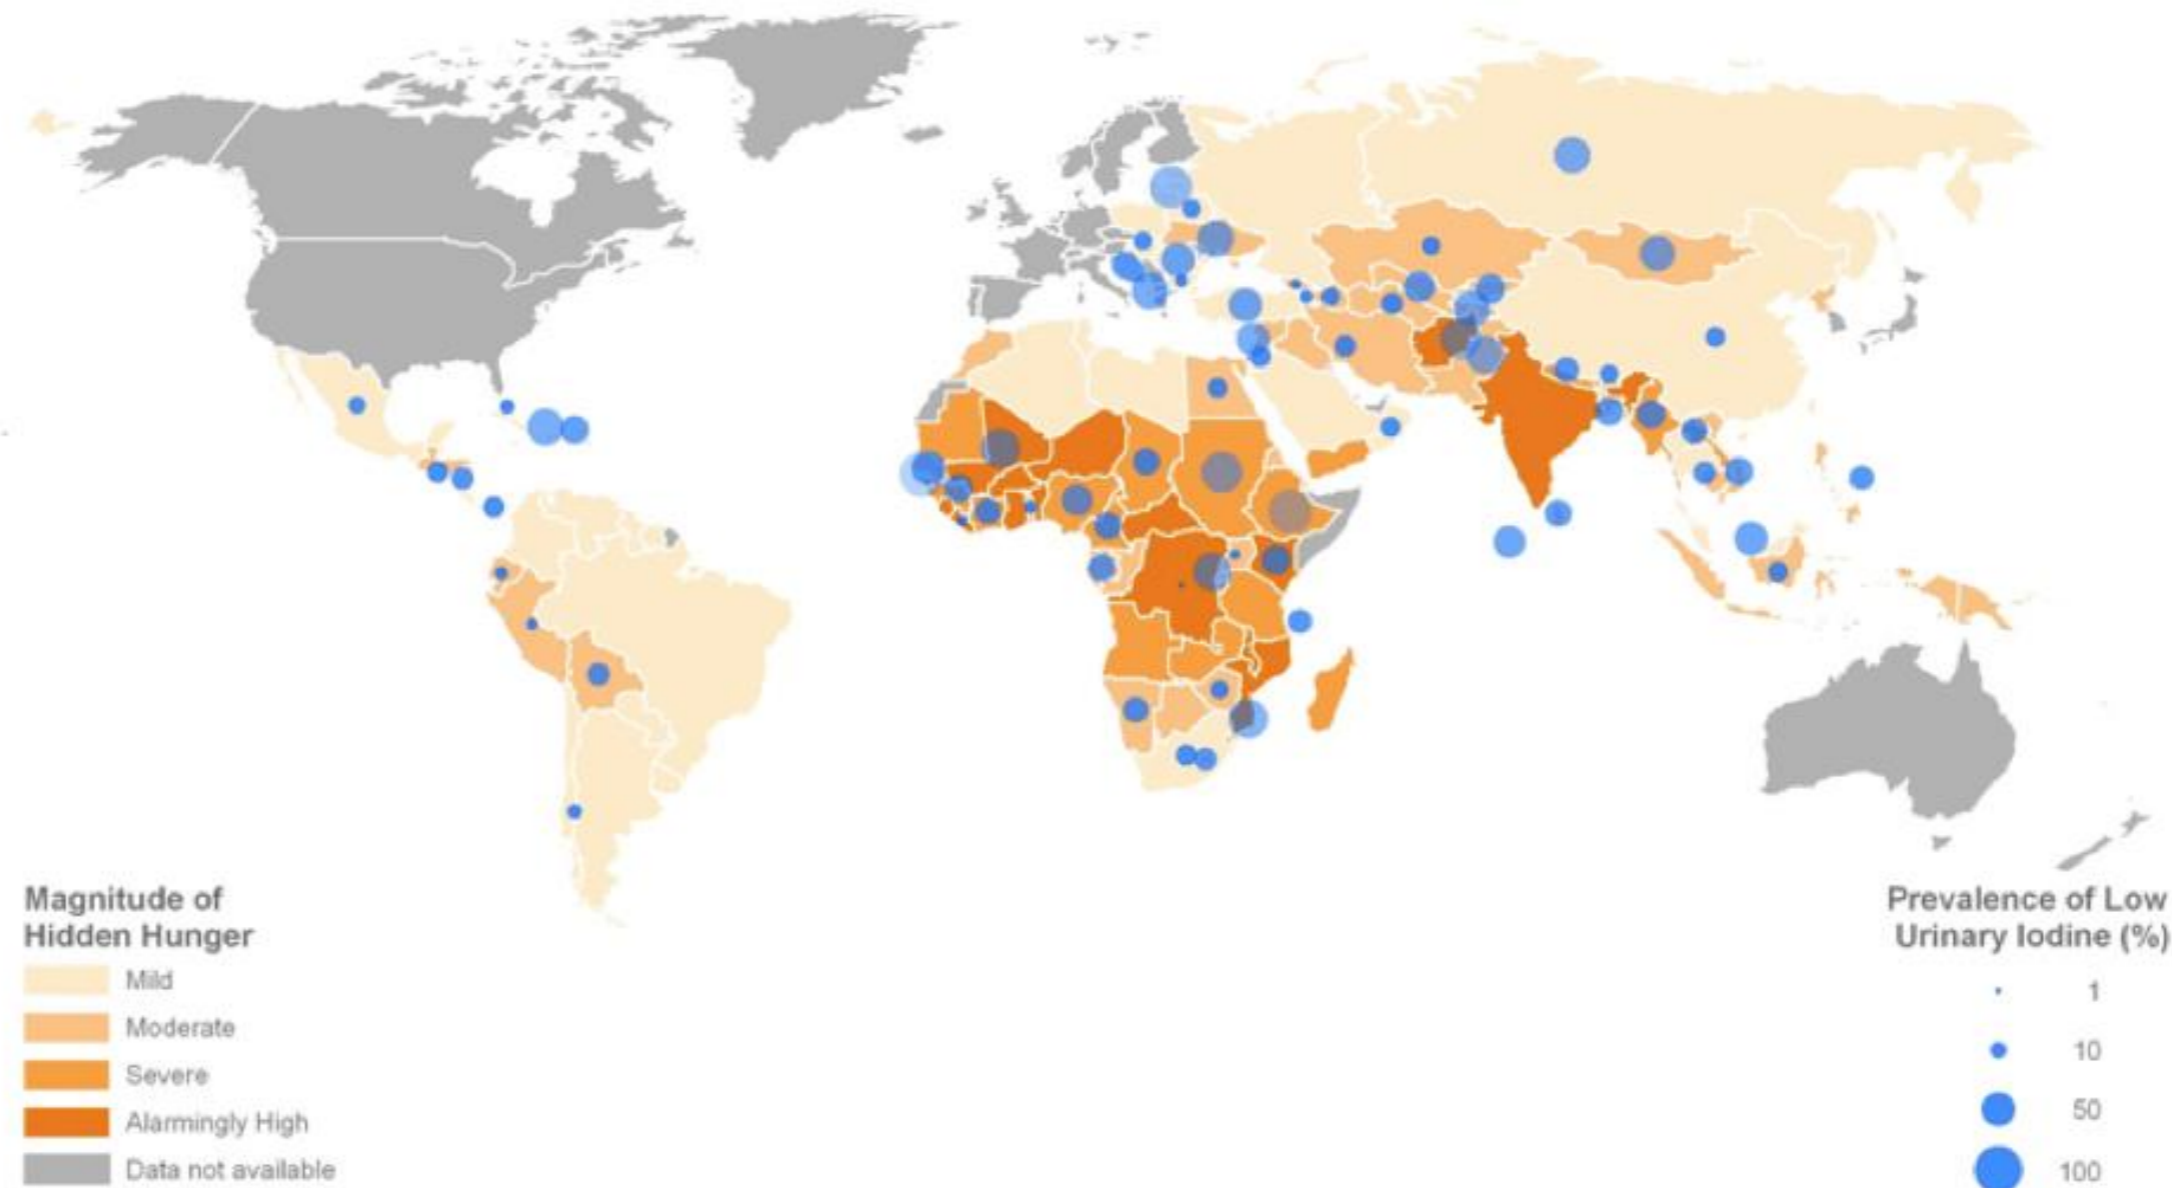 Magnitude of
Hidden Hunger
Mild
Moderate
Severe
Alarmingly High
Data not available
Prevalence of Low
Urinary Iodine (%)
1
10
50
100